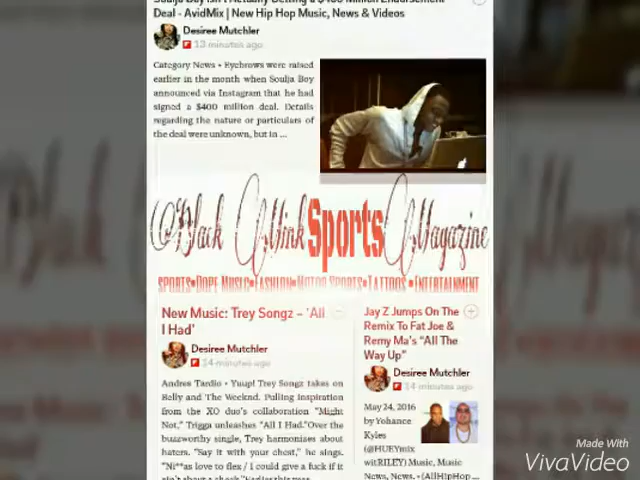 Soulja Boy Isn't Actually Getting a $400 Million Endorsement
Deal - AvidMix | New Hip Hop Music, News & Videos
Desiree Mutchler
13 minutes ago
Category News • Eyebrows were raised
earlier in the month when Soulja Boy
announced via Instagram that he had
signed a $400 million deal. Details
regarding the nature or particulars of
the deal were unknown, but in ...
Black Mink Sports Magazine
SPORTS•DOPE MUSIC•FASHION•MOTOR SPORTS•TATTOOS •ENTERTAINMENT
New Music: Trey Songz – 'All
I Had'
Desiree Mutchler
14 minutes ago
Andres Tardio • Yuup! Trey Songz takes on
Belly and The Weeknd. Pulling inspiration
from the XO duo's collaboration "Might
Not," Trigga unleashes "All I Had."Over the
buzzworthy single, Trey harmonizes about
haters. "Say it with your chest," he sings.
"Ni**as love to flex / I could give a fuck if it
Jay Z Jumps On The
Remix To Fat Joe &
Remy Ma's "All The
Way Up"
Desiree Mutchler
14 minutes ago
May 24, 2016
by Yohance
Kyles
(@HUEYmix
witRILEY) Music, Music
News, News. • (AllHipHop
Made With
VivaVideo